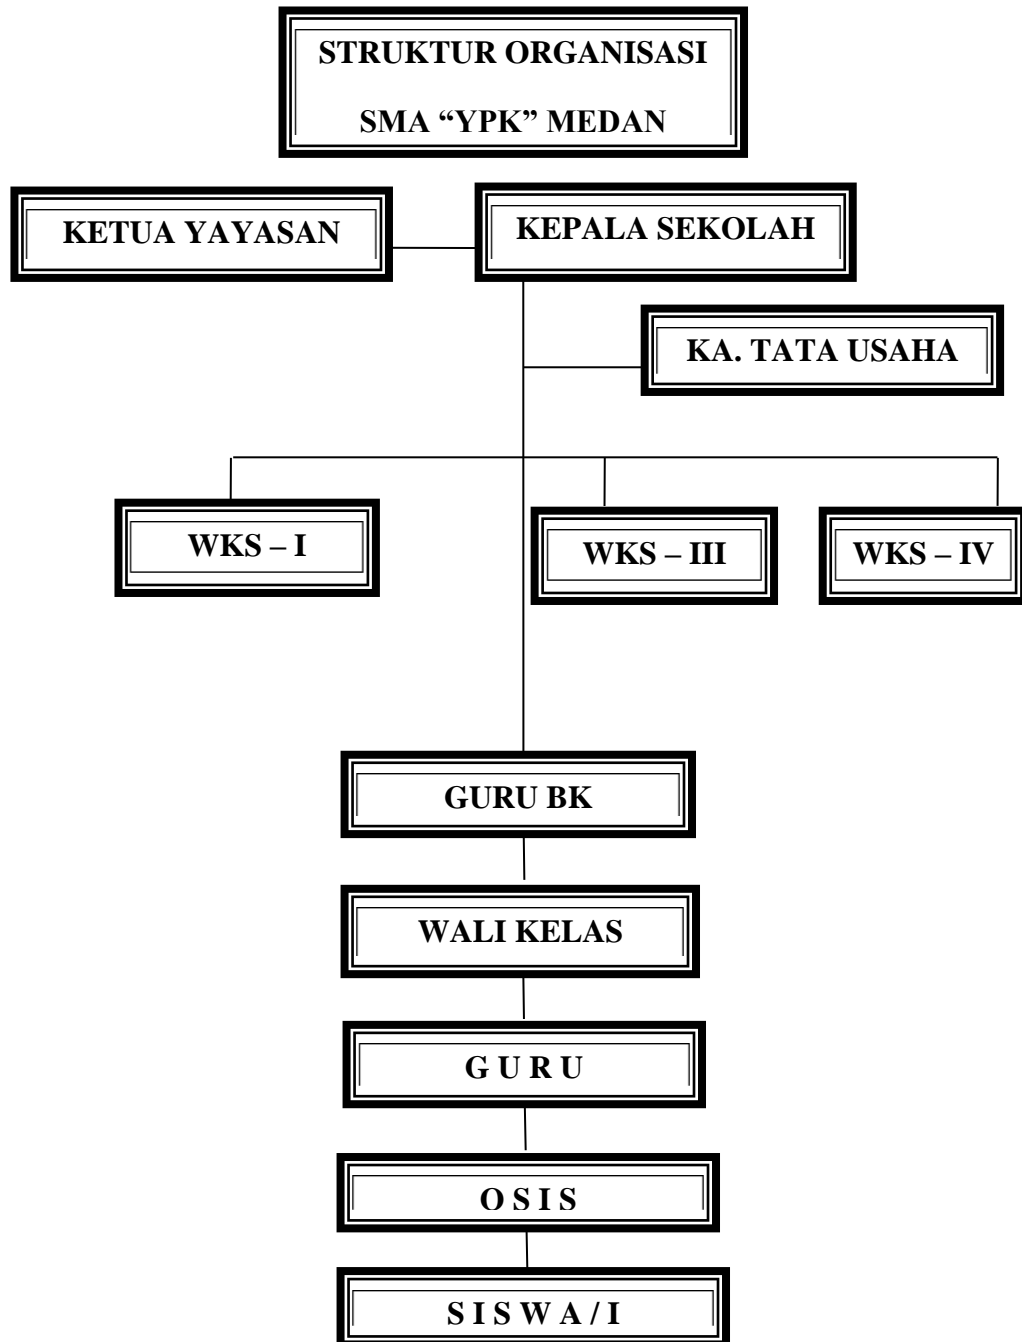 STRUKTUR ORGANISASI
SMA “YPK” MEDAN
KETUA YAYASAN
KEPALA SEKOLAH
KA. TATA USAHA
WKS – I
WKS – III
WKS – IV
GURU BK
WALI KELAS
G U R U
O S I S
S I S W A / I